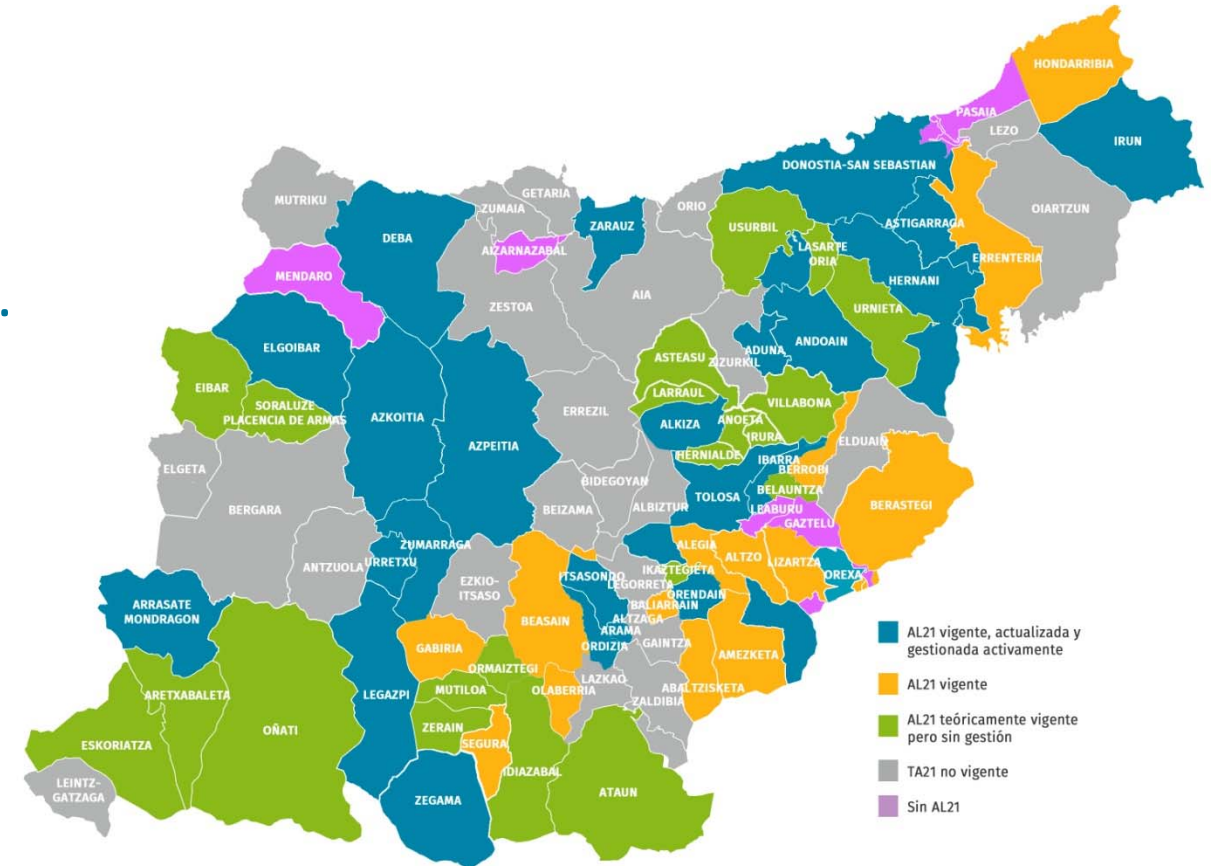 HONDARRIBIA
PASAIA
LEZO
IRUN
DONOSTIA-SAN SEBASTIAN
MUTRIKU
GETARIA
ZUMAIA
ORIO
OIARTZUN
DEBA
ZARAUZ
USURBIL
ASTIGARRAGA
AIZARNAZABAL
LASARTE
ORIA
ERRENTERIA
MENDARO
HERNANI
AIA
ZESTOA
URNIETA
ELGOIBAR
ANDOAIN
ADUNA
ASTEASU
ZIZURKIL
EIBAR
LARRAUL
VILLABONA
SORALUZE
PLACENCIA DE ARMAS
AZKOITIA
ERREZIL
ALKIZA
ANOETA
IRURA
AZPEITIA
ELDUAIN
HERNIALDE
IBARRA
BERROBI
ELGETA
BIDEGOYAN
BELAUNTZA
TOLOSA
BERASTEGI
BERGARA
BEIZAMA
ALBIZTUR
LEABURU
GAZTELU
ZUMARRAGA
ALEGIA
ALTZO
LIZARTZA
URRETXU
ANTZUOLA
EZKIO-
ITSASO
ITSASONDO
IKAZTEGIETA
LEGORRETA
OREXA
ORENDAIN
ARRASATE
MONDRAGON
BALIARRAIN
ALTZAGA
BEASAIN
ARAMA
ORDIZIA
GAINTZA
GABIRIA
AMEZKETA
ORMAIZTEGI
LAZKAO
ARETXABALETA
LEGAZPI
MUTILOA
OLABERRIA
ABALTZISKETA
ZALDIBIA
OÑATI
ZERAIN
ESKORIATZA
SEGURA
IDIAZABAL
LEINTZ-
GATZAGA
ZEGAMA
ATAUN
AL21 vigente, actualizada y
gestionada activamente
AL21 vigente
AL21 teóricamente vigente
pero sin gestión
TA21 no vigente
Sin AL21